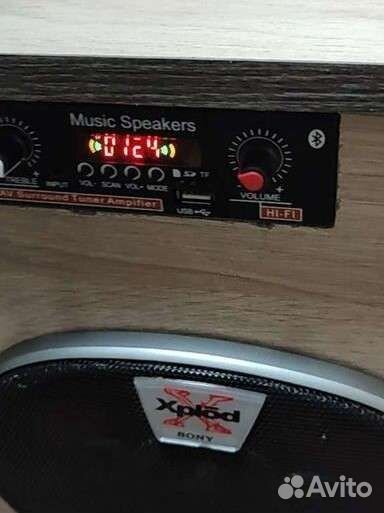 Music Speakers
0124
TREBLE INPUT VOL- SCAN VOL+ MODE SD TF
USB
VOLUME
AV Surround Tuner Ampifier
HI-FI
Xplod
SONY
Avito